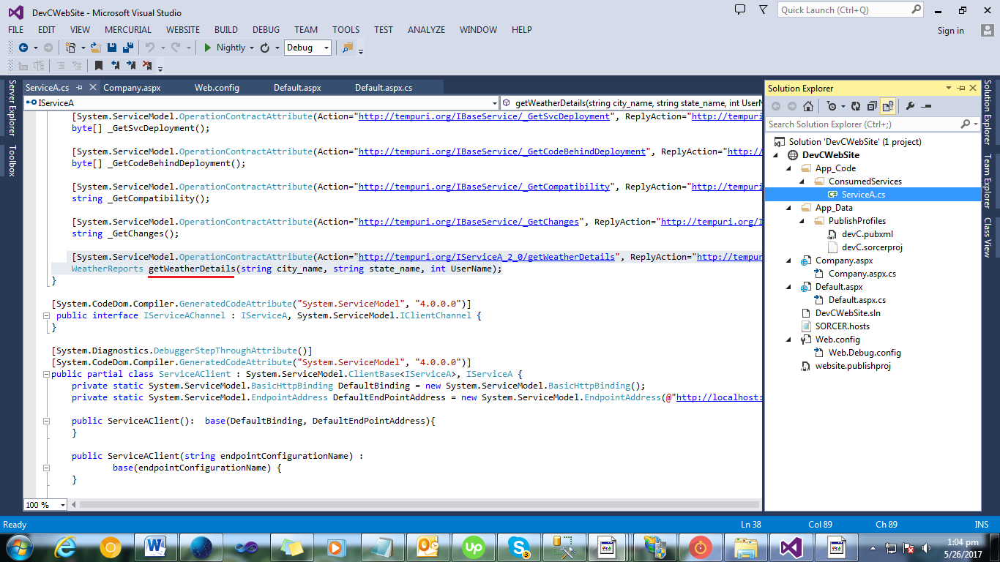 DevCWebSite - Microsoft Visual Studio
Quick Launch (Ctrl+Q)
FILE EDIT VIEW MERCURIAL WEBSITE BUILD DEBUG TEAM TOOLS TEST ANALYZE WINDOW HELP
Sign in
Nightly Debug
Server Explorer
Toolbox
ServiceA.cs Company.aspx Web.config Default.aspx Default.aspx.cs
IServiceA getWeatherDetails(string city_name, string state_name, int UserN
[System.ServiceModel.OperationContractAttribute(Action="http://tempuri.org/IBaseService/_GetSvcDeployment", ReplyAction="http://tempuri
byte[] _GetSvcDeployment();
[System.ServiceModel.OperationContractAttribute(Action="http://tempuri.org/IBaseService/_GetCodeBehindDeployment", ReplyAction="http://
byte[] _GetCodeBehindDeployment();
[System.ServiceModel.OperationContractAttribute(Action="http://tempuri.org/IBaseService/_GetCompatibility", ReplyAction="http://tempuri
string _GetCompatibility();
[System.ServiceModel.OperationContractAttribute(Action="http://tempuri.org/IBaseService/_GetChanges", ReplyAction="http://tempuri.org/I
string _GetChanges();
[System.ServiceModel.OperationContractAttribute(Action="http://tempuri.org/IServiceA_2_0/getWeatherDetails", ReplyAction="http://tempur
WeatherReports getWeatherDetails(string city_name, string state_name, int UserName);
}
[System.CodeDom.Compiler.GeneratedCodeAttribute("System.ServiceModel", "4.0.0.0")]
public interface IServiceAChannel : IServiceA, System.ServiceModel.IClientChannel {
}
[System.Diagnostics.DebuggerStepThroughAttribute()]
[System.CodeDom.Compiler.GeneratedCodeAttribute("System.ServiceModel", "4.0.0.0")]
public partial class ServiceAClient : System.ServiceModel.ClientBase<IServiceA>, IServiceA {
private static System.ServiceModel.BasicHttpBinding DefaultBinding = new System.ServiceModel.BasicHttpBinding();
private static System.ServiceModel.EndpointAddress DefaultEndPointAddress = new System.ServiceModel.EndpointAddress(@"http://localhost:
public ServiceAClient(): base(DefaultBinding, DefaultEndPointAddress){
}
public ServiceAClient(string endpointConfigurationName) :
base(endpointConfigurationName) {
}
100 %
Solution Explorer
Search Solution Explorer (Ctrl+;)
Solution 'DevCWebSite' (1 project)
DevCWebSite
App_Code
ConsumedServices
ServiceA.cs
App_Data
PublishProfiles
devC.pubxml
devC.sorcerproj
Company.aspx
Company.aspx.cs
Default.aspx
Default.aspx.cs
DevCWebSite.sln
SORCER.hosts
Web.config
Web.Debug.config
website.publishproj
Solution Explorer
Team Explorer
Class View
Ready Ln 38 Col 89 Ch 89 INS
Up
3
1:04 pm
5/26/2017